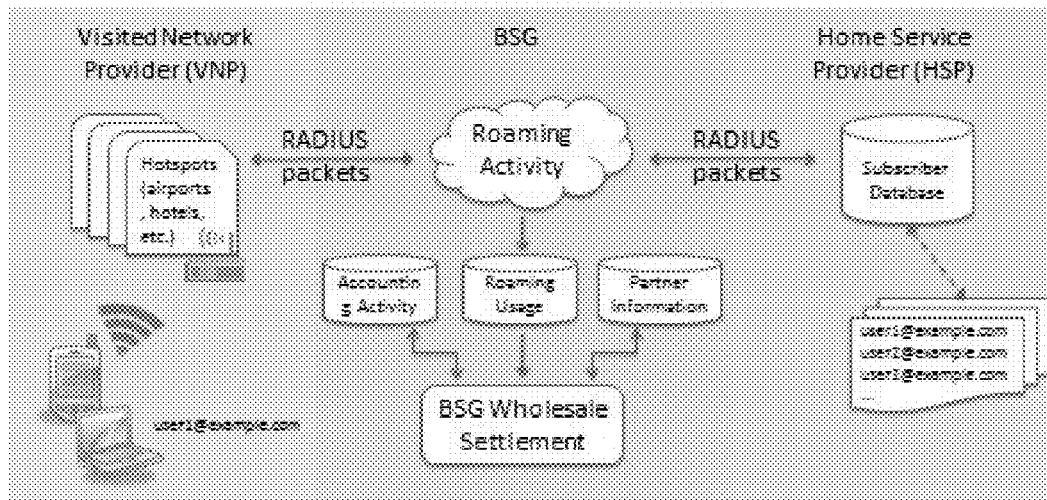 Visited Network
Provider (VNP)
BSG
Home Service
Provider (HSP)
Hotspots
(airports
, hotels,
etc.)
RADIUS
packets
Roaming
Activity
RADIUS
packets
Subscriber
Database
Accountin
g Activity
Roaming
Usage
Partner
Information
user1@example.com
user2@example.com
user3@example.com
...
user1@example.com
BSG Wholesale
Settlement